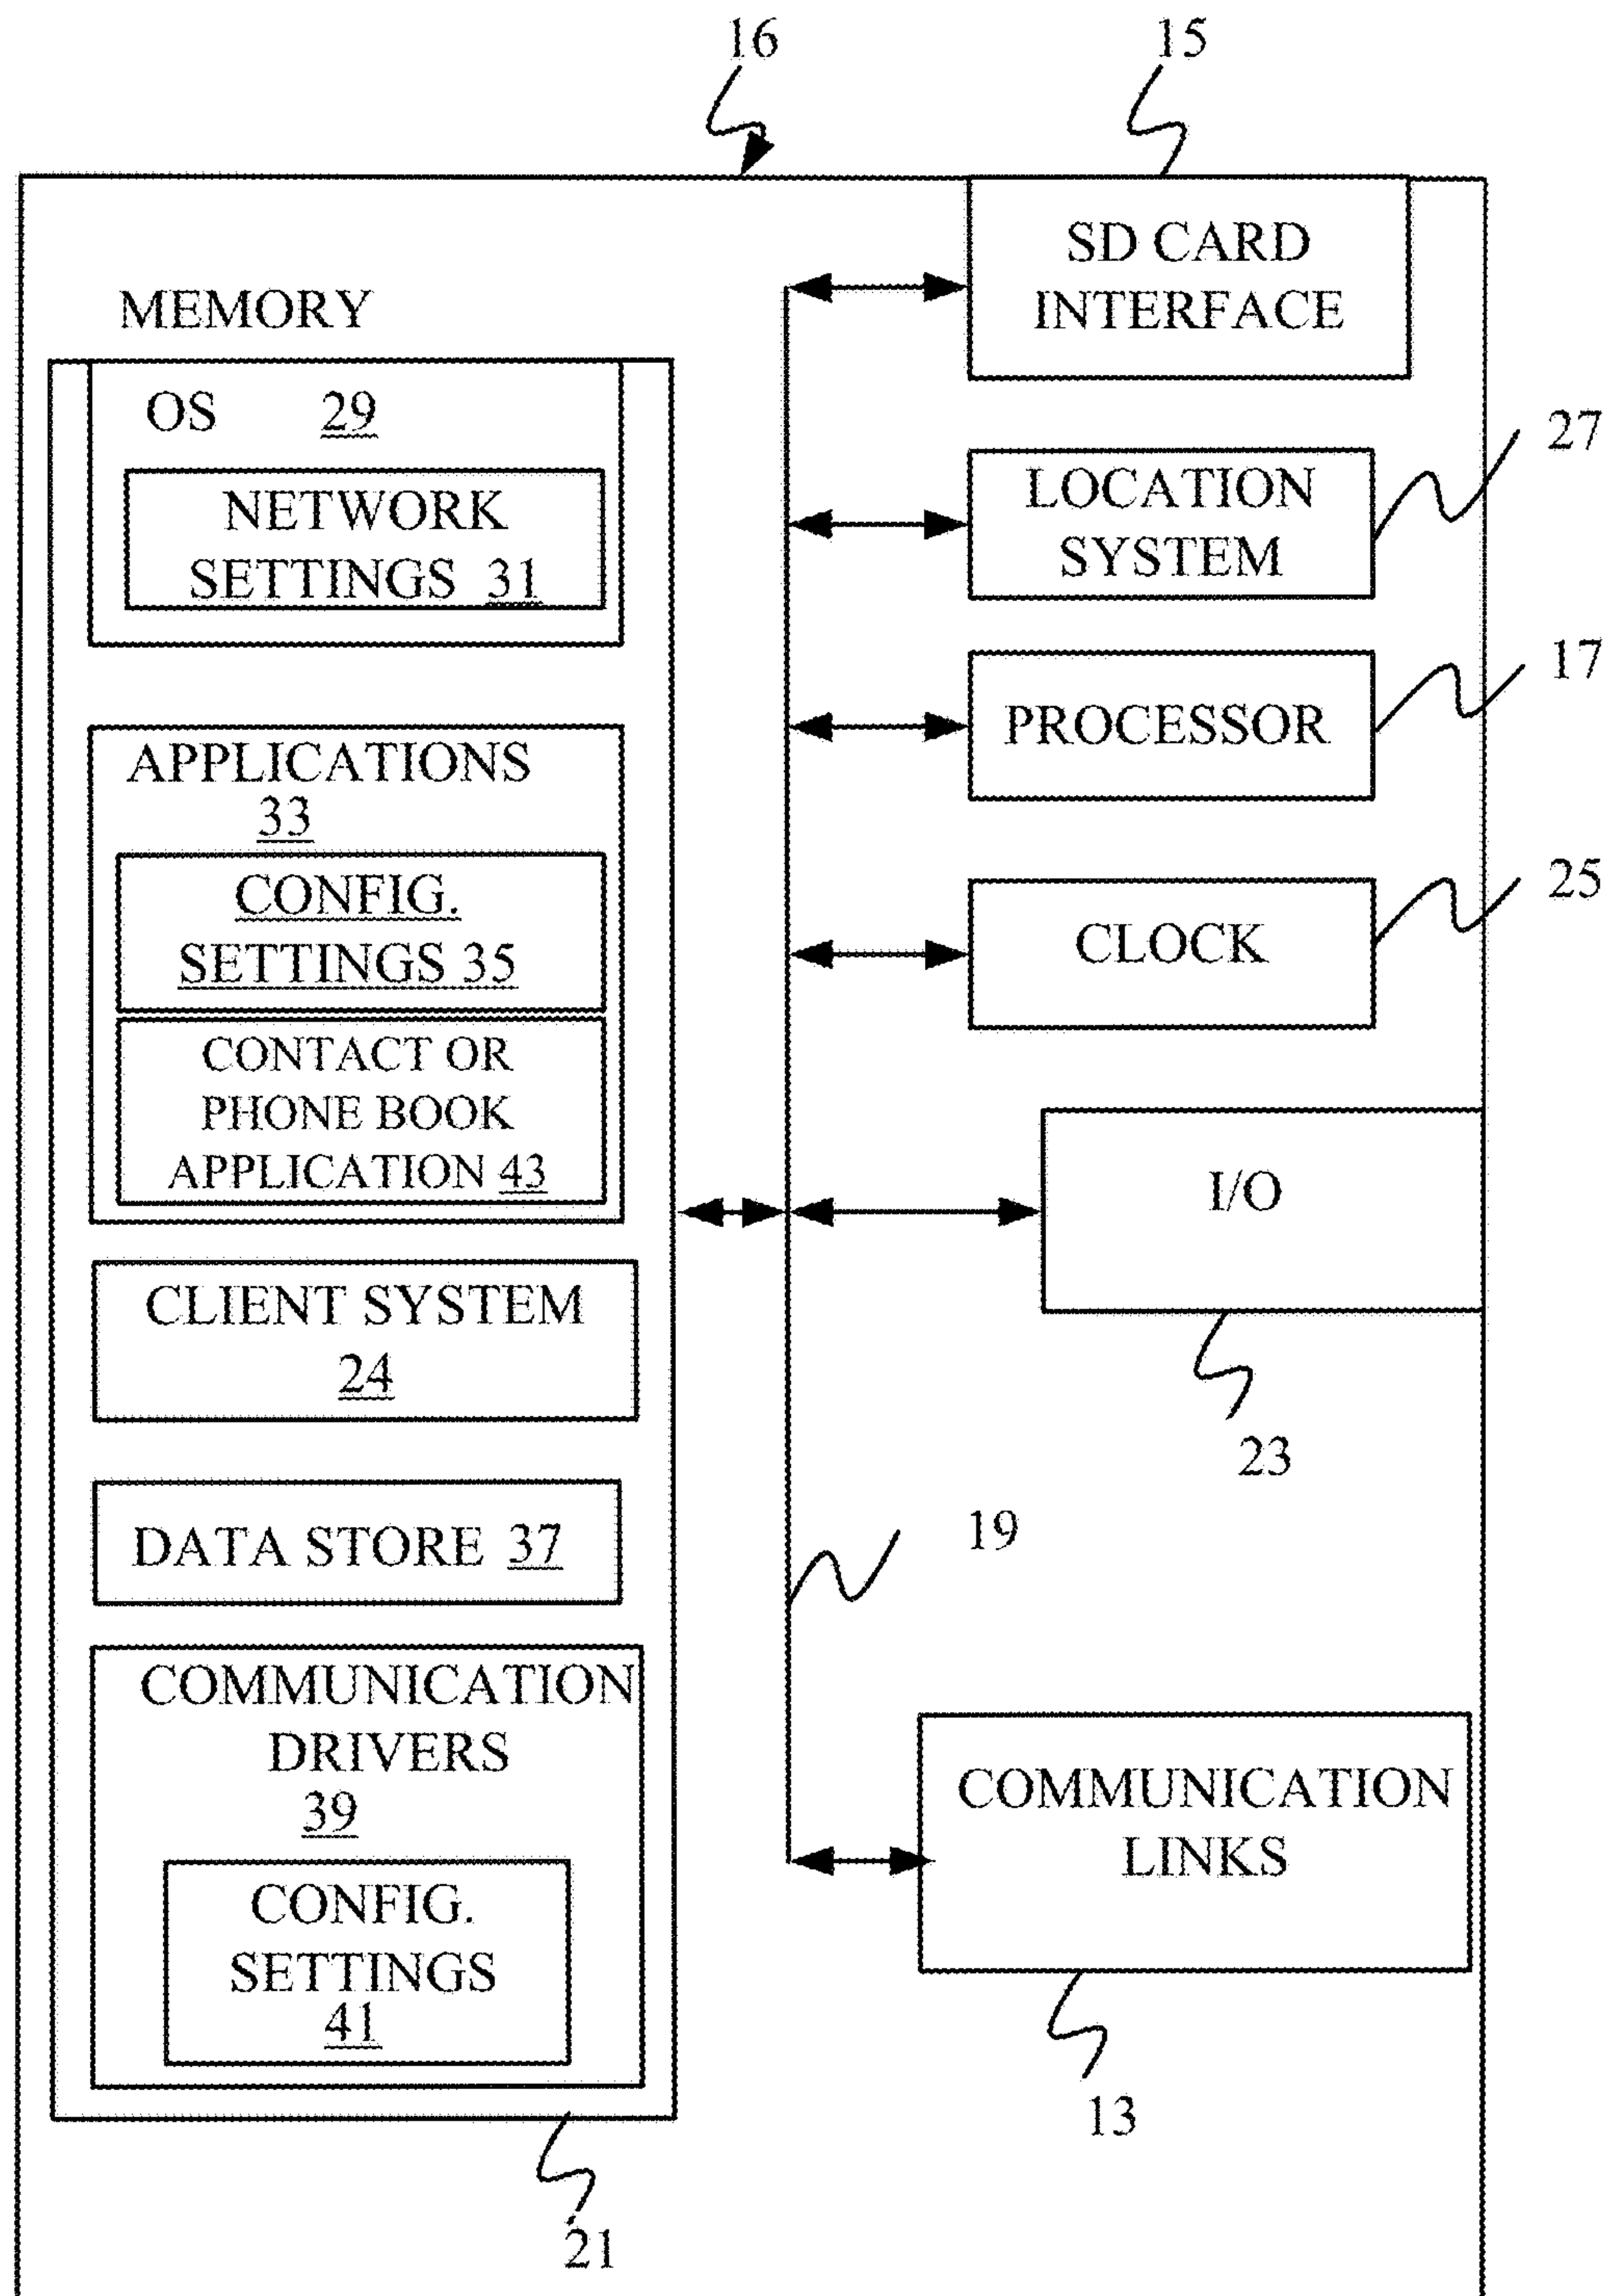 16
15
MEMORY
OS 29
NETWORK
SETTINGS 31
APPLICATIONS
33
CONFIG.
SETTINGS 35
CONTACT OR
PHONE BOOK
APPLICATION 43
CLIENT SYSTEM
24
DATA STORE 37
COMMUNICATION
DRIVERS
39
CONFIG.
SETTINGS
41
21
SD CARD
INTERFACE
LOCATION
SYSTEM
27
PROCESSOR
17
CLOCK
25
I/O
23
19
COMMUNICATION
LINKS
13